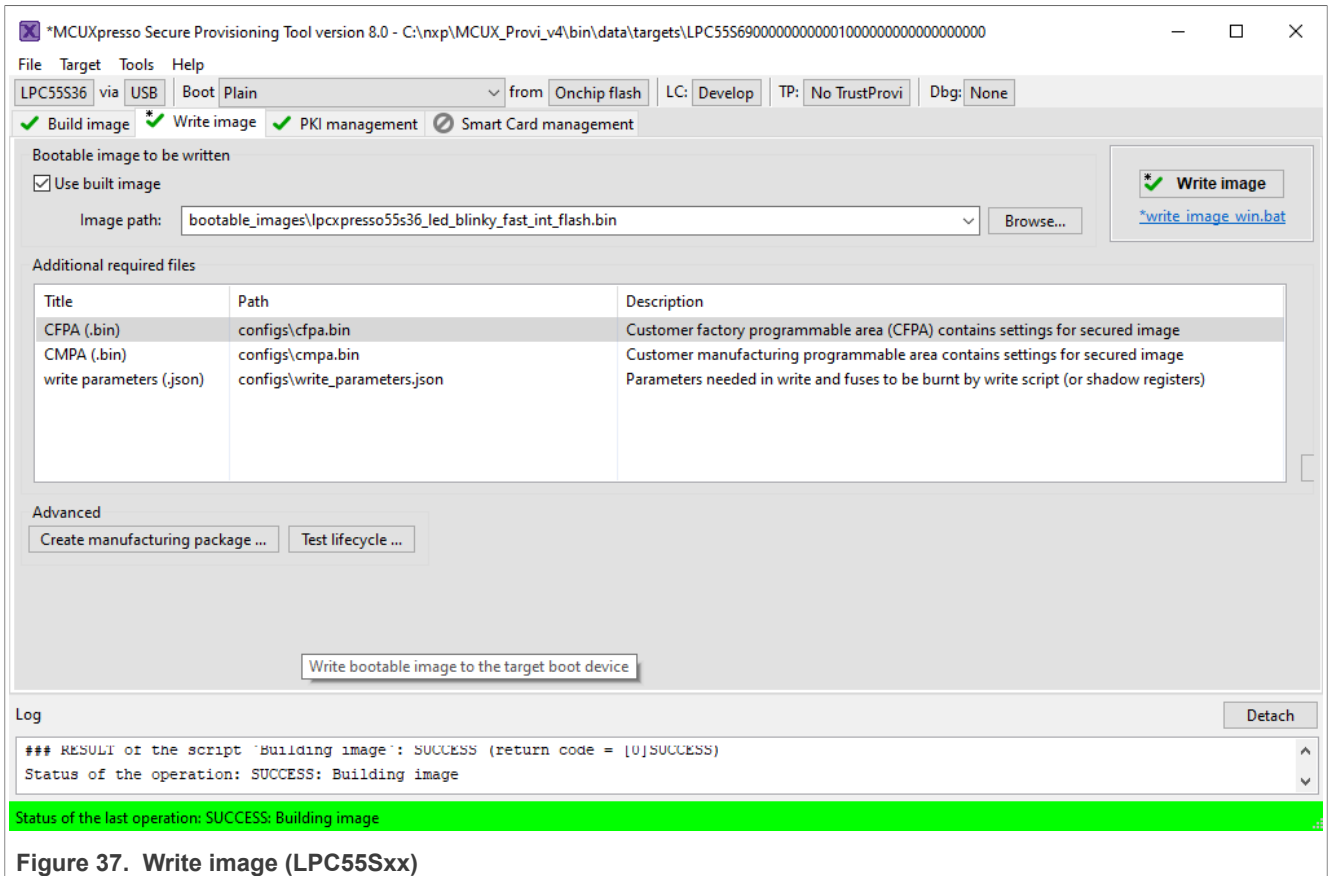 *MCUXpresso Secure Provisioning Tool version 8.0 - C:\nxp\MCUX_Provi_v4\bin\data\targets\LPC55S69000000000001000000000000000000
File Target Tools Help
LPC55S36 via USB Boot Plain from Onchip flash LC: Develop TP: No TrustProvi Dbg: None
Build image * Write image PKI management Smart Card management
Bootable image to be written
Use built image
Image path: bootable_images\lpcxpresso55s36_led_blinky_fast_int_flash.bin Browse...
* Write image
*write_image_win.bat
Additional required files
Title Path Description
CFPA (.bin) configs\cfpa.bin Customer factory programmable area (CFPA) contains settings for secured image
CMPA (.bin) configs\cmpa.bin Customer manufacturing programmable area contains settings for secured image
write parameters (.json) configs\write_parameters.json Parameters needed in write and fuses to be burnt by write script (or shadow registers)
Advanced
Create manufacturing package ... Test lifecycle ...
Write bootable image to the target boot device
Log Detach
### RESULT of the script `Building image`: SUCCESS (return code = [0]SUCCESS)
Status of the operation: SUCCESS: Building image
Status of the last operation: SUCCESS: Building image
Figure 37. Write image (LPC55Sxx)